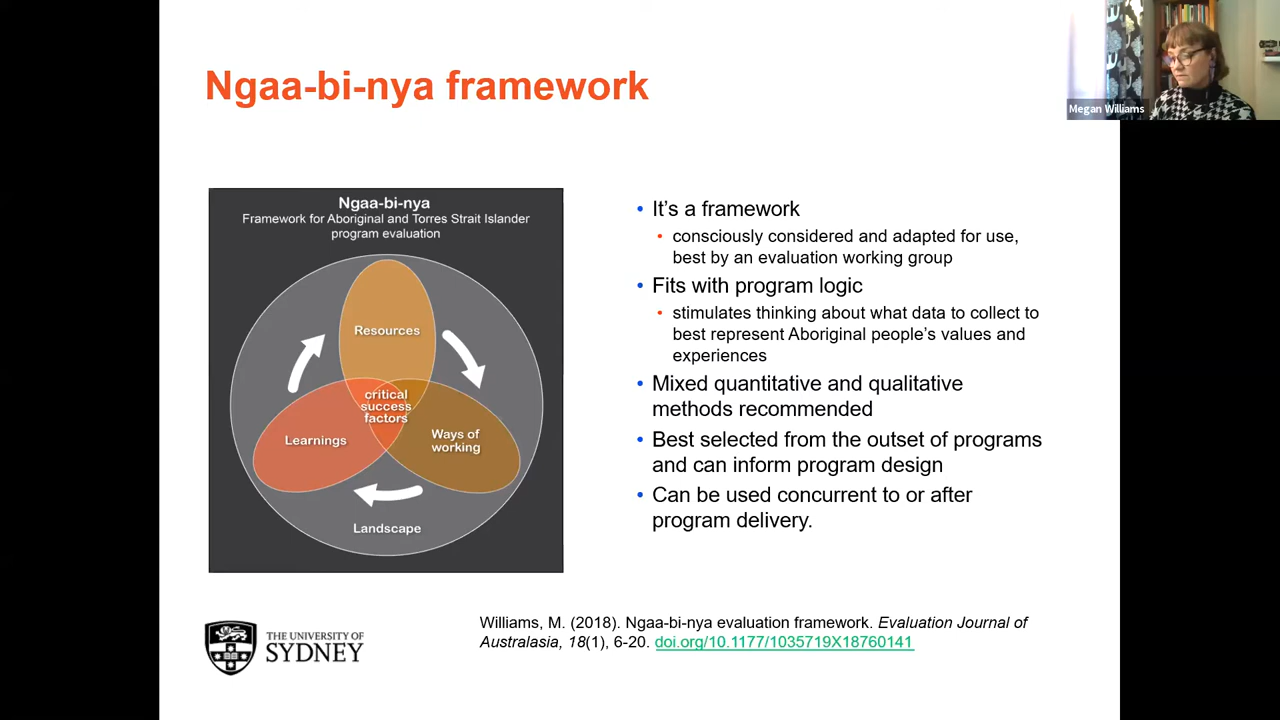 Ngaa-bi-nya framework
Megan Williams
Ngaa-bi-nya
Framework for Aboriginal and Torres Strait Islander
program evaluation
Resources
critical
success
factors
Learnings
Ways of
working
Landscape
• It’s a framework
• consciously considered and adapted for use,
best by an evaluation working group
• Fits with program logic
• stimulates thinking about what data to collect to
best represent Aboriginal people’s values and
experiences
• Mixed quantitative and qualitative
methods recommended
• Best selected from the outset of programs
and can inform program design
• Can be used concurrent to or after
program delivery.
THE UNIVERSITY OF
SYDNEY
Williams, M. (2018). Ngaa-bi-nya evaluation framework. Evaluation Journal of
Australasia, 18(1), 6-20. doi.org/10.1177/1035719X18760141